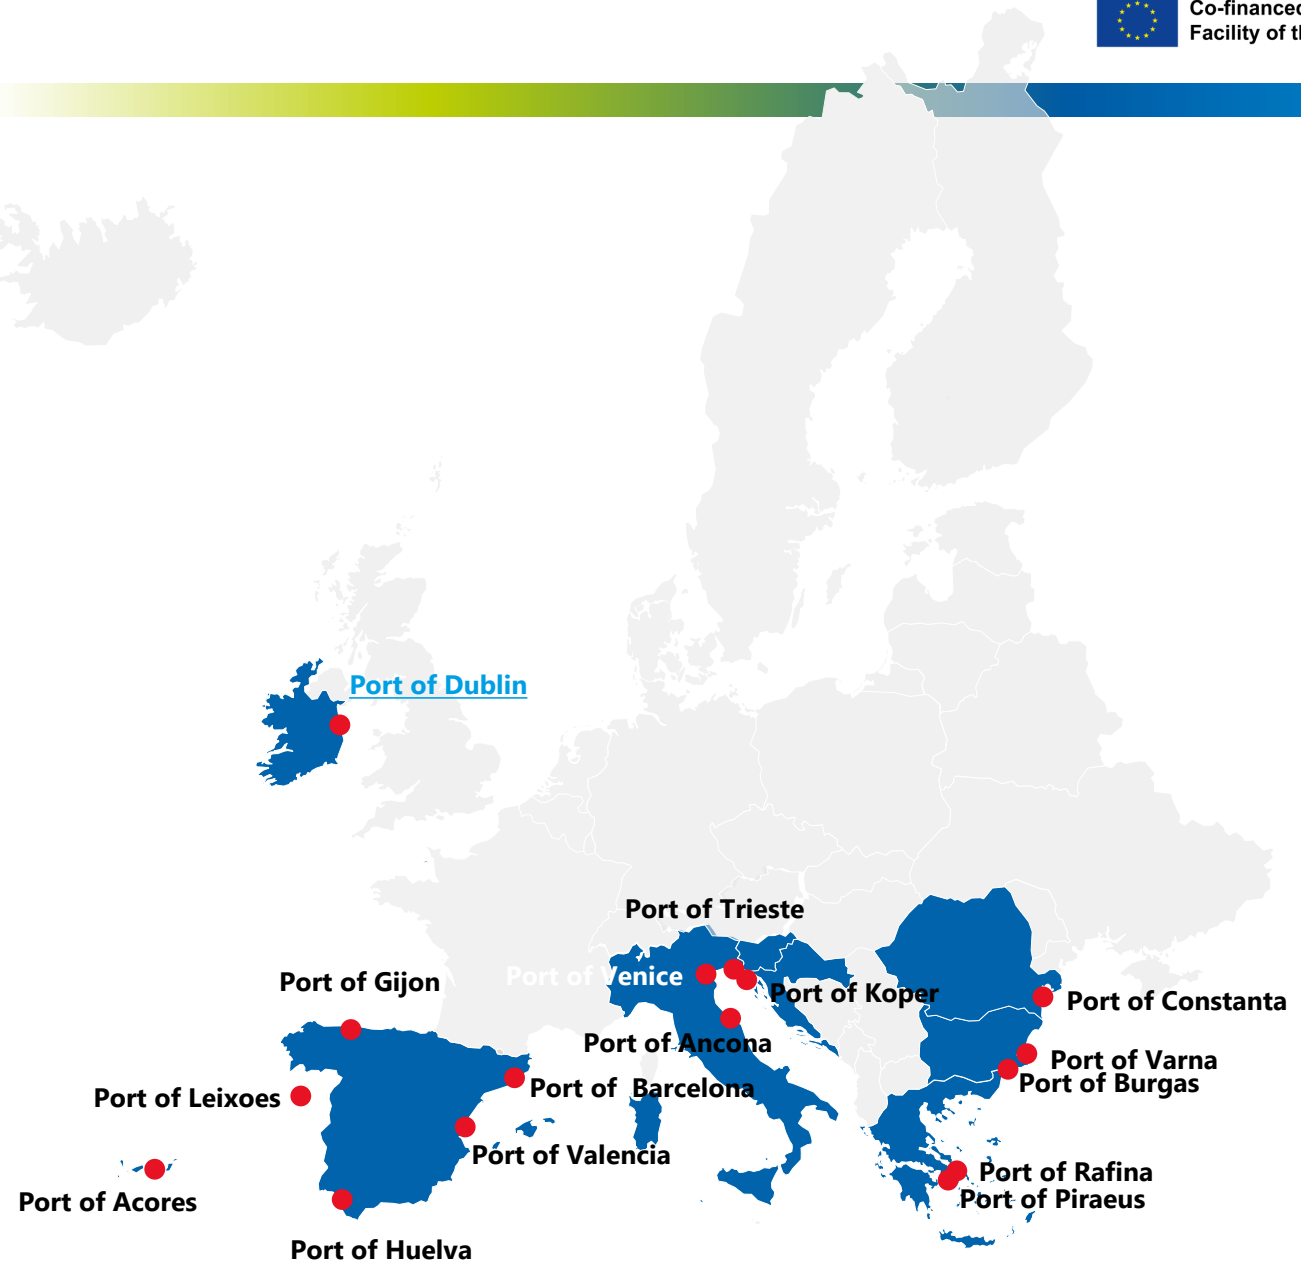 Co-financed
Facility of th
Port of Dublin
Port of Trieste
Port of Venice
Port of Gijon
Port of Koper
Port of Constanta
Port of Ancona
Port of Varna
Port of Burgas
Port of Barcelona
Port of Leixoes
Port of Valencia
Port of Rafina
Port of Piraeus
Port of Acores
Port of Huelva